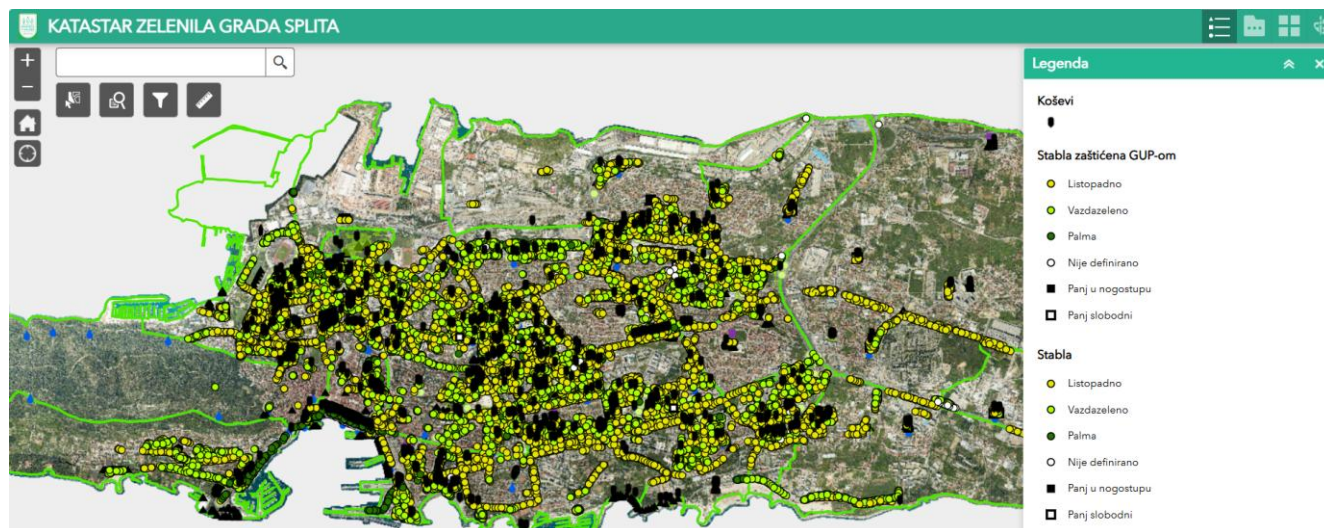 KATASTAR ZELENILA GRADA SPLITA
Legenda
Koševi
Stabla zaštićena GUP-om
Listopadno
Vazdazeleno
Palma
Nije definirano
Panj u nogostupu
Panj slobodni
Stabla
Listopadno
Vazdazeleno
Palma
Nije definirano
Panj u nogostupu
Panj slobodni